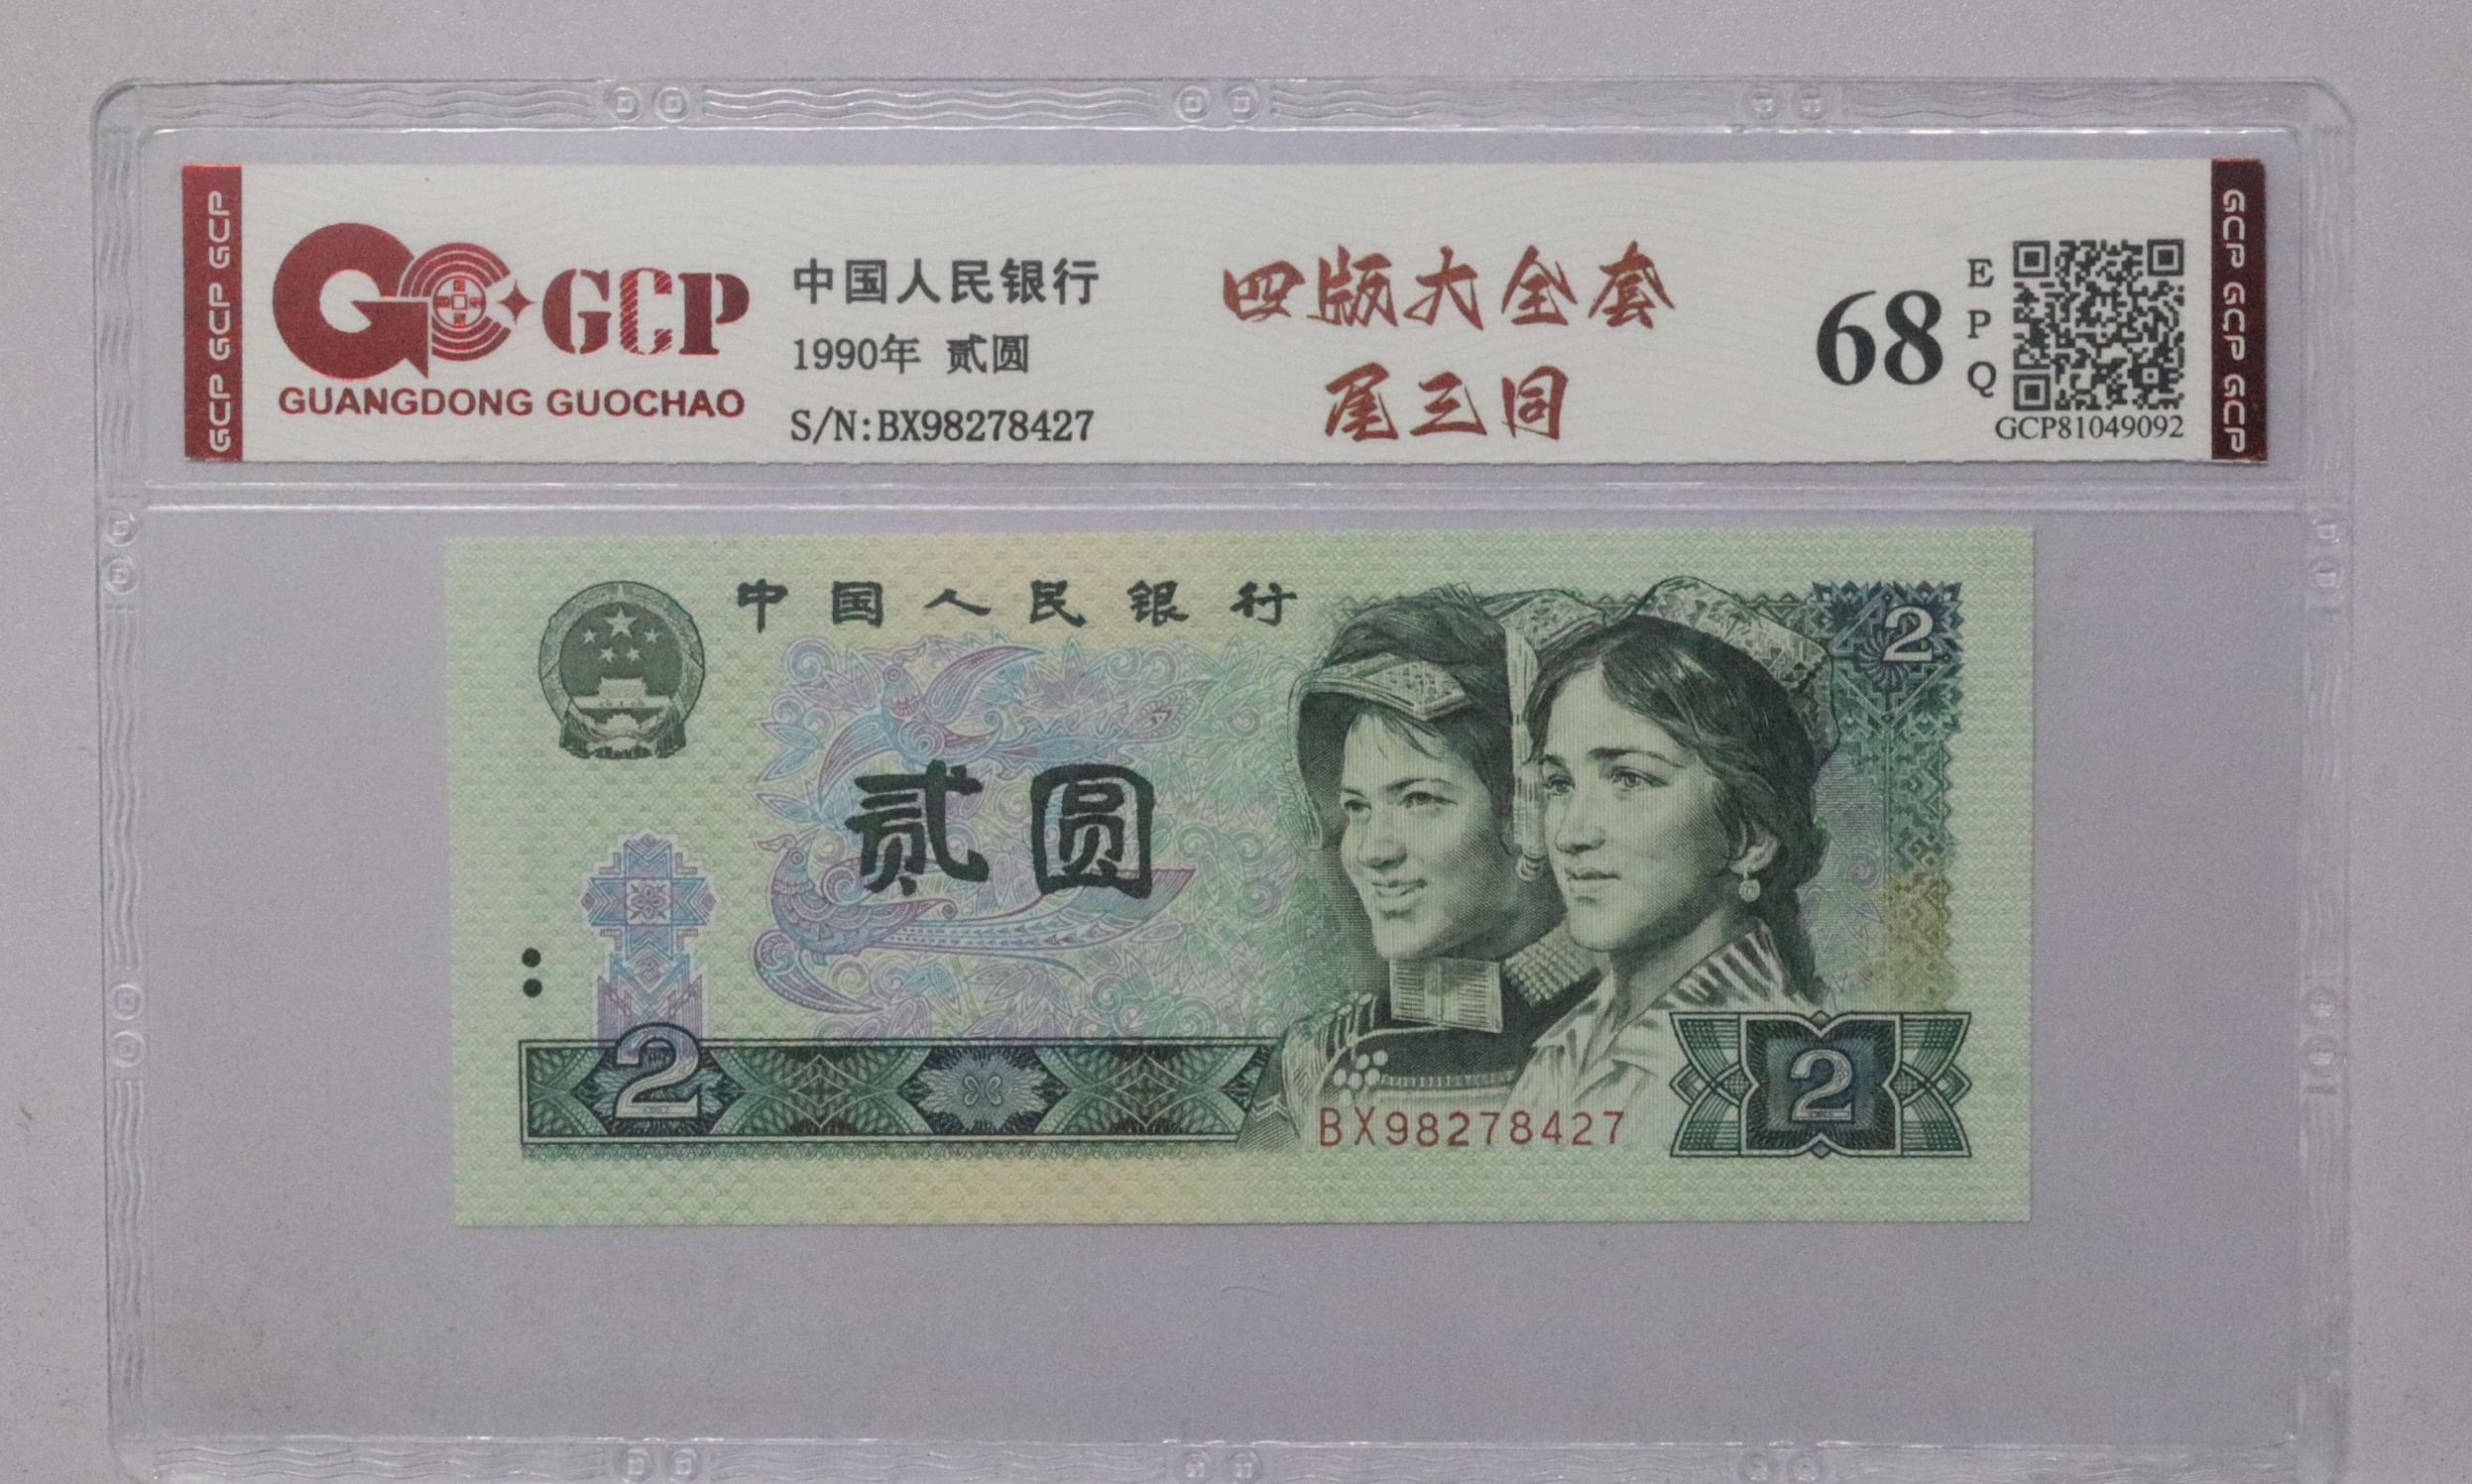 GCP GCP GCP
GCP
GUANGDONG GUOCHAO
中国人民银行
1990年 贰圆
S/N:BX98278427
四版大全套
尾三同
68
EPQ
GCP81049092
GCP GCP GCP
中国人民银行
2
贰圆
2
BX98278427
2